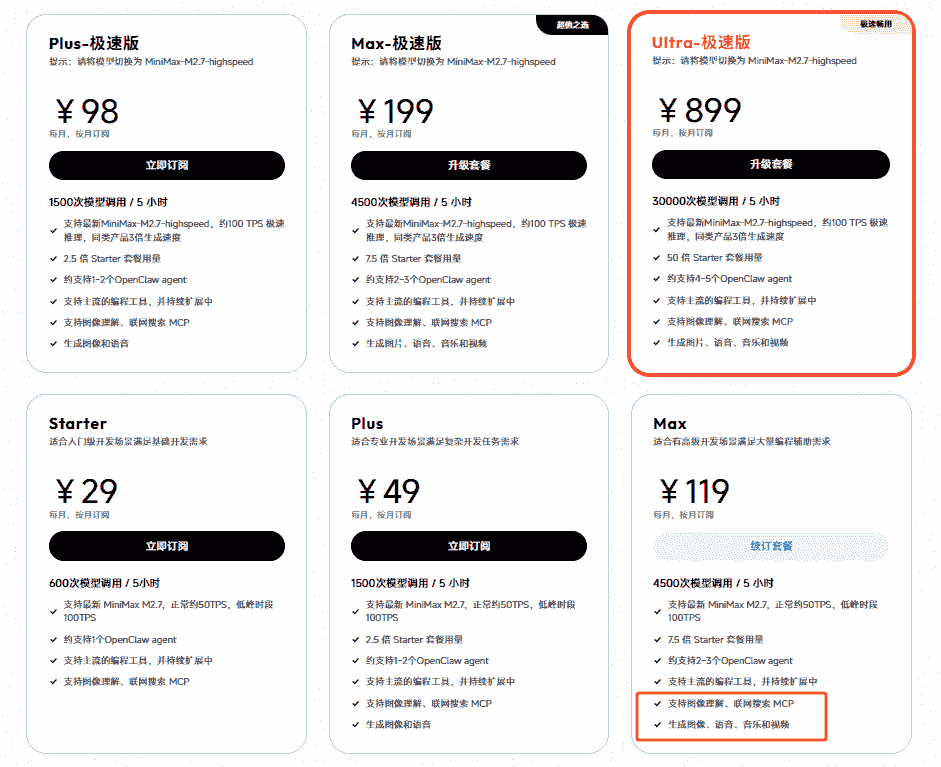 Plus-极速版
提示：请将模型切换为 MiniMax-M2.7-highspeed
￥98
每月，按月订阅
立即订阅
1500次模型调用 / 5 小时
支持最新MiniMax-M2.7-highspeed，约100 TPS 极速
推理，同类产品3倍生成速度
2.5 倍 Starter 套餐用量
约支持1-2个OpenClaw agent
支持主流的编程工具，并持续扩展中
支持图像理解、联网搜索 MCP
生成图像和语音
超值之选
Max-极速版
提示：请将模型切换为 MiniMax-M2.7-highspeed
￥199
每月，按月订阅
升级套餐
4500次模型调用 / 5 小时
支持最新MiniMax-M2.7-highspeed，约100 TPS 极速
推理，同类产品3倍生成速度
7.5 倍 Starter 套餐用量
约支持2-3个OpenClaw agent
支持主流的编程工具，并持续扩展中
支持图像理解、联网搜索 MCP
生成图片、语音、音乐和视频
极速畅用
Ultra-极速版
提示：请将模型切换为 MiniMax-M2.7-highspeed
￥899
每月，按月订阅
升级套餐
30000次模型调用 / 5 小时
支持最新MiniMax-M2.7-highspeed，约100 TPS 极速
推理，同类产品3倍生成速度
50 倍 Starter 套餐用量
约支持4-5个OpenClaw agent
支持主流的编程工具，并持续扩展中
支持图像理解、联网搜索 MCP
生成图片、语音、音乐和视频
Starter
适合入门级开发场景满足基础开发需求
￥29
每月，按月订阅
立即订阅
600次模型调用 / 5小时
支持最新 MiniMax M2.7，正常约50TPS，低峰时段
100TPS
约支持1个OpenClaw agent
支持主流的编程工具，并持续扩展中
支持图像理解、联网搜索 MCP
Plus
适合专业开发场景满足复杂开发任务需求
￥49
每月，按月订阅
立即订阅
1500次模型调用 / 5 小时
支持最新 MiniMax M2.7，正常约50TPS，低峰时段
100TPS
2.5 倍 Starter 套餐用量
约支持1-2个OpenClaw agent
支持主流的编程工具，并持续扩展中
支持图像理解、联网搜索 MCP
生成图像和语音
Max
适合有高级开发场景满足大量编程辅助需求
￥119
每月，按月订阅
续订套餐
4500次模型调用 / 5 小时
支持最新 MiniMax M2.7，正常约50TPS，低峰时段
100TPS
7.5 倍 Starter 套餐用量
约支持2-3个OpenClaw agent
支持主流的编程工具，并持续扩展中
支持图像理解、联网搜索 MCP
生成图像、语音、音乐和视频